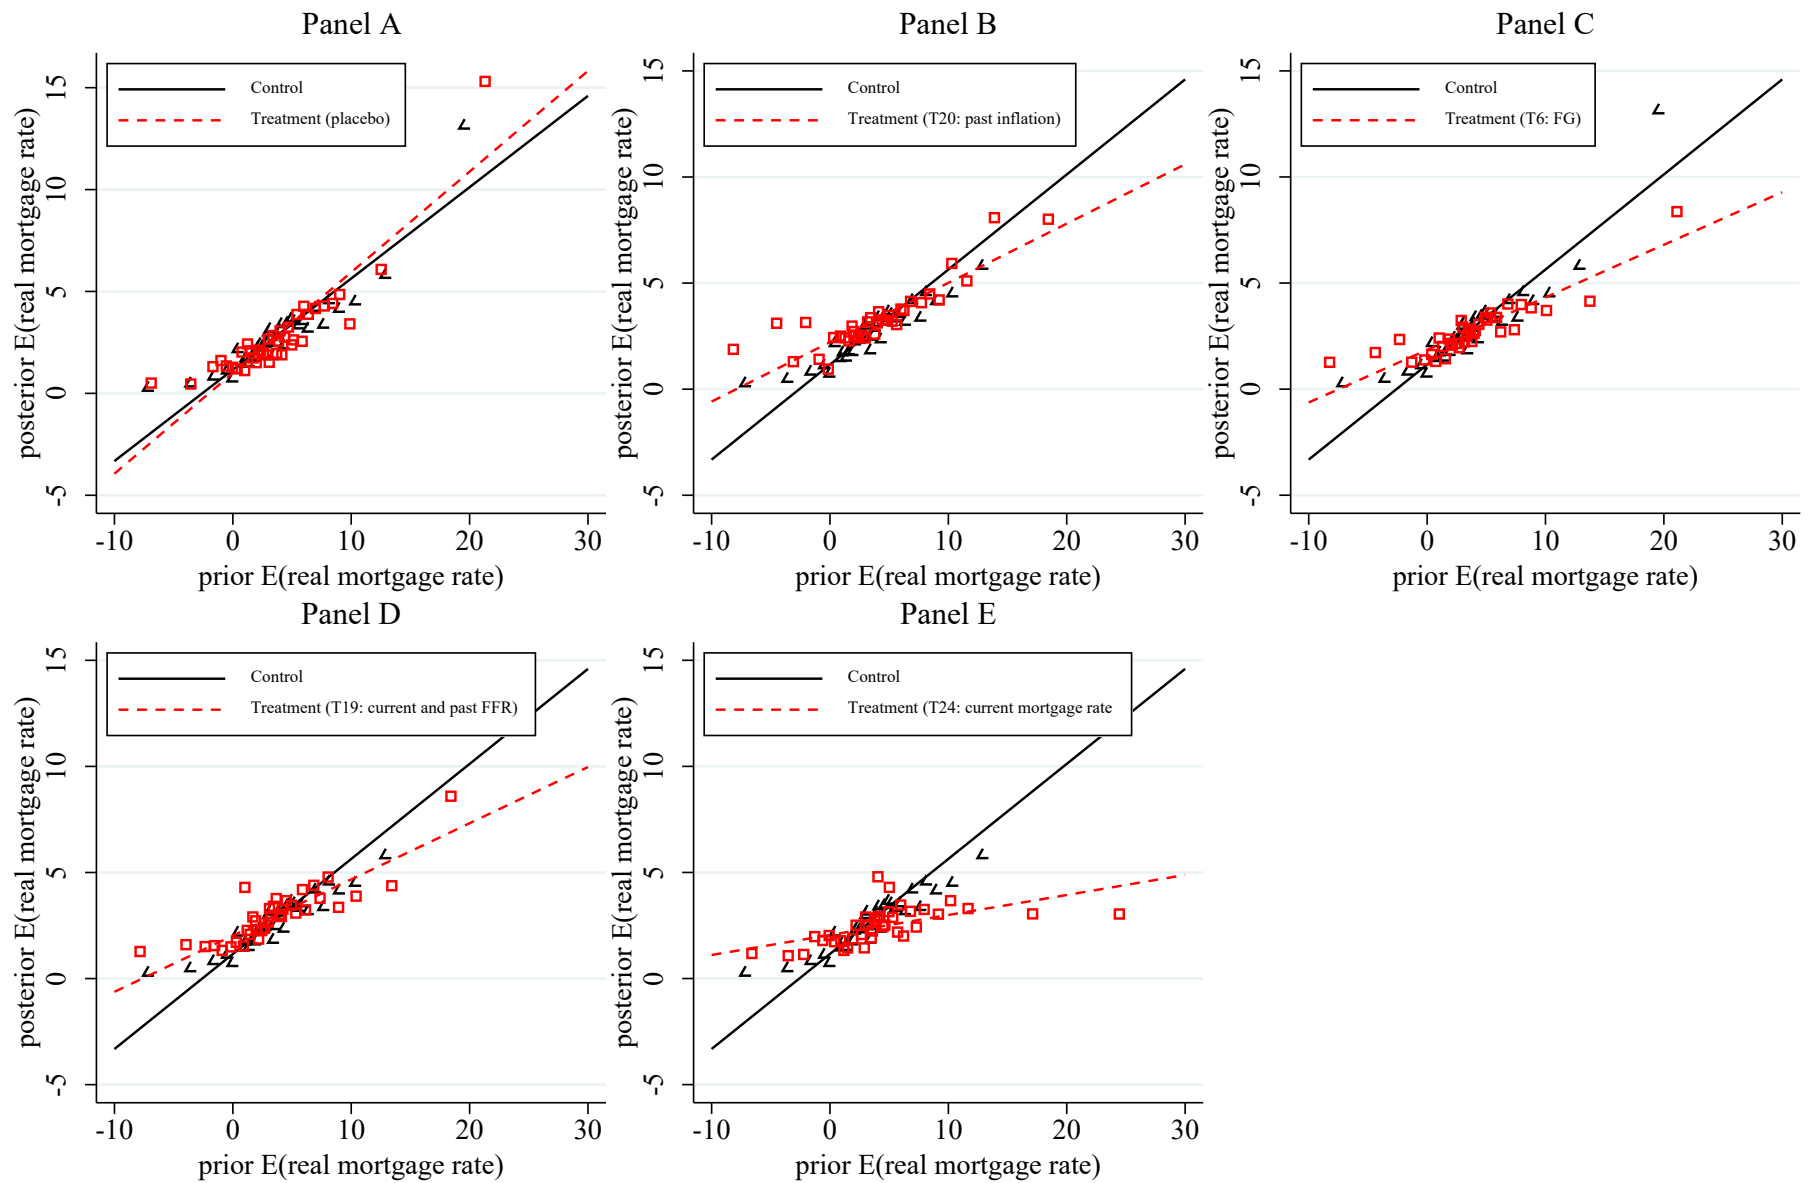 Panel A
Control
Treatment (placebo)
posterior E(real mortgage rate)
15
10
5
0
-5
-10 0 10 20 30
prior E(real mortgage rate)
Panel B
Control
Treatment (T20: past inflation)
posterior E(real mortgage rate)
15
10
5
0
-5
-10 0 10 20 30
prior E(real mortgage rate)
Panel C
Control
Treatment (T6: FG)
posterior E(real mortgage rate)
15
10
5
0
-5
-10 0 10 20 30
prior E(real mortgage rate)
Panel D
Control
Treatment (T19: current and past FFR)
posterior E(real mortgage rate)
15
10
5
0
-5
-10 0 10 20 30
prior E(real mortgage rate)
Panel E
Control
Treatment (T24: current mortgage rate
posterior E(real mortgage rate)
15
10
5
0
-5
-10 0 10 20 30
prior E(real mortgage rate)